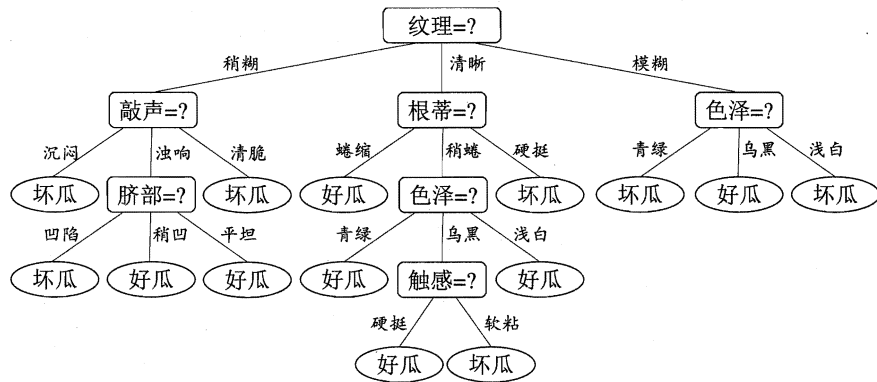 纹理=?
稍糊 清晰 模糊
敲声=? 根蒂=? 色泽=?
沉闷 浊响 清脆 蜷缩 稍蜷 硬挺 青绿 乌黑 浅白
坏瓜 脐部=? 坏瓜 好瓜 色泽=? 坏瓜 坏瓜 好瓜 坏瓜
凹陷 稍凹 平坦 青绿 乌黑 浅白
坏瓜 好瓜 好瓜 好瓜 触感=? 好瓜
硬挺 软粘
好瓜 坏瓜